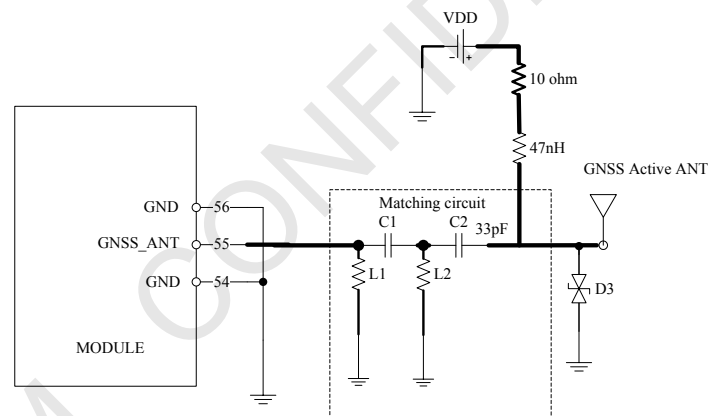 VDD
- +
10 ohm
47nH
GNSS Active ANT
Matching circuit
C1 C2 33pF
GND 56
GNSS_ANT 55
GND 54
L1 L2
D3
MODULE
CONFIDE